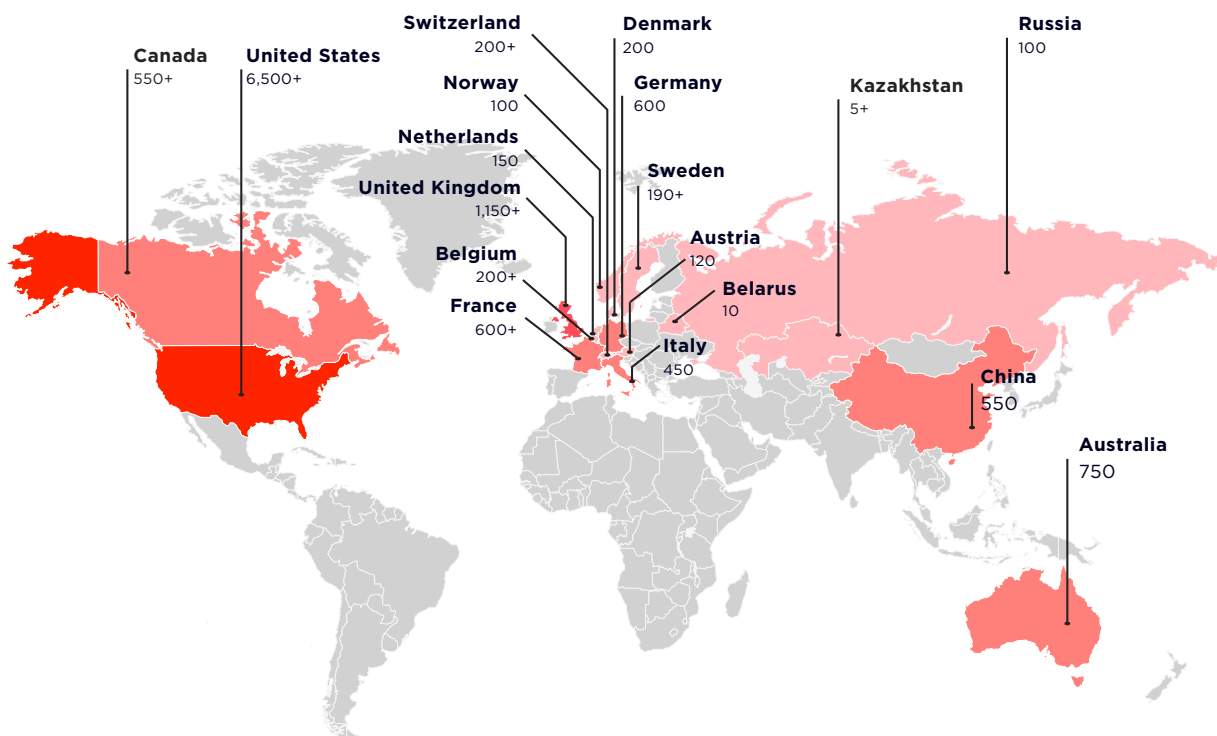 Switzerland
200+
Denmark
200
Russia
100
Canada
550+
United States
6,500+
Norway
100
Germany
600
Kazakhstan
5+
Netherlands
150
Sweden
190+
United Kingdom
1,150+
Belgium
200+
Austria
120
France
600+
Belarus
10
Italy
450
China
550
Australia
750